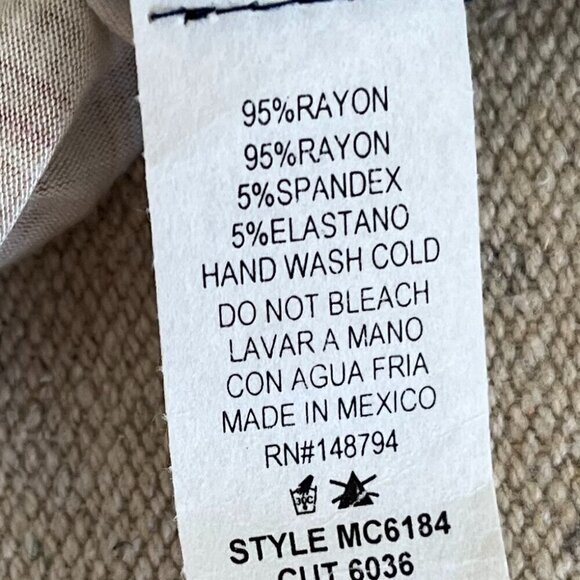 95%RAYON
95%RAYON
5%SPANDEX
5%ELASTANO
HAND WASH COLD
DO NOT BLEACH
LAVAR A MANO
CON AGUA FRIA
MADE IN MEXICO
RN#148794
STYLE MC6184
CUT 6036